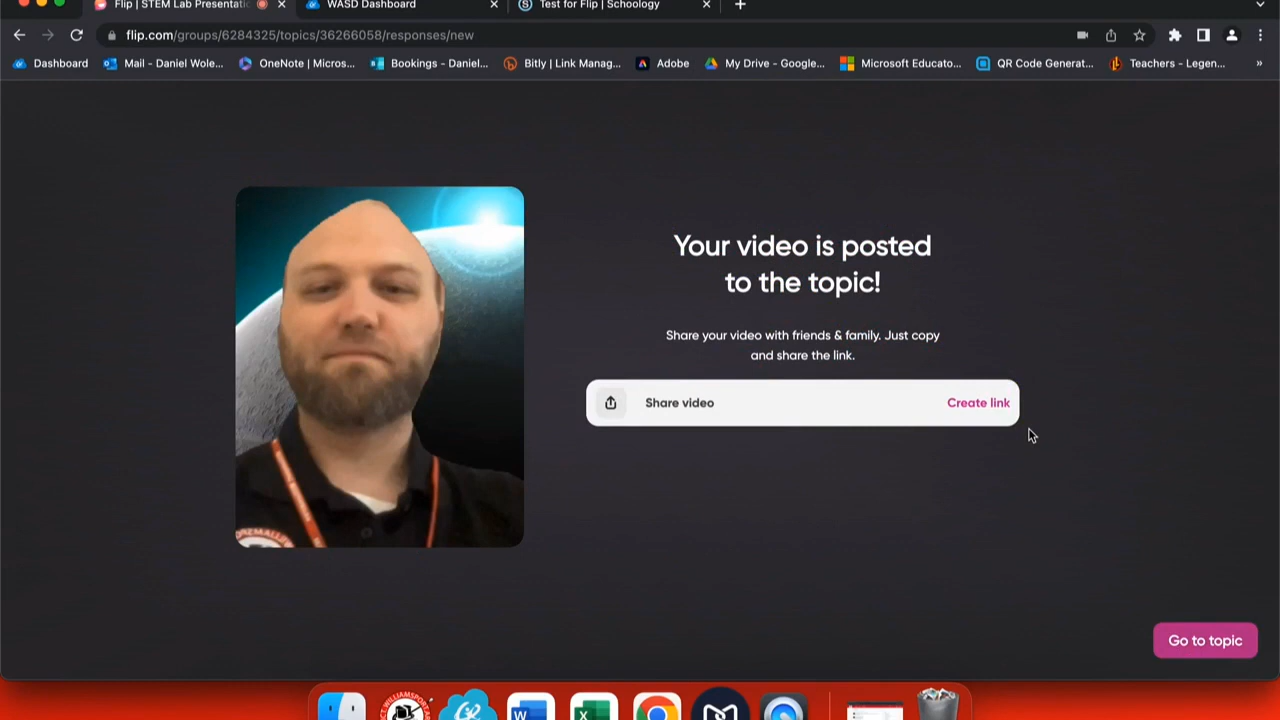 Flip | STEM Lab Presentatic
WASD Dashboard
Test for Flip | Schoology
flip.com/groups/6284325/topics/36266058/responses/new
Dashboard
Mail - Daniel Wole...
OneNote | Micros...
Bookings - Daniel...
Bitly | Link Manag...
Adobe
My Drive - Google...
Microsoft Educato...
QR Code Generat...
Teachers - Legen...
»
Your video is posted
to the topic!
Share your video with friends & family. Just copy
and share the link.
Share video
Create link
Go to topic